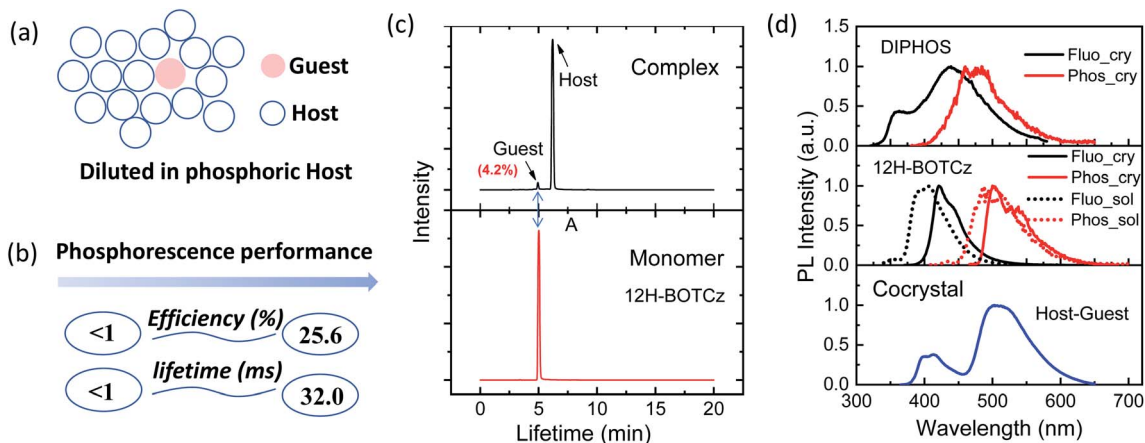 (a)
Guest
Host
Diluted in phosphoric Host
(b)
Phosphorescence performance
<1
Efficiency (%)
25.6
<1
lifetime (ms)
32.0
(c)
Intensity
Complex
Host
Guest
(4.2%)
A
Monomer
12H-BOTCz
0 5 10 15 20
Lifetime (min)
(d)
PL Intensity (a.u.)
DIPHOS
Fluo_cry
Phos_cry
1.0
0.5
0.0
12H-BOTCz
Fluo_cry
Phos_cry
Fluo_sol
Phos_sol
1.0
0.5
0.0
Cocrystal
Host-Guest
1.0
0.5
0.0
300 400 500 600 700
Wavelength (nm)